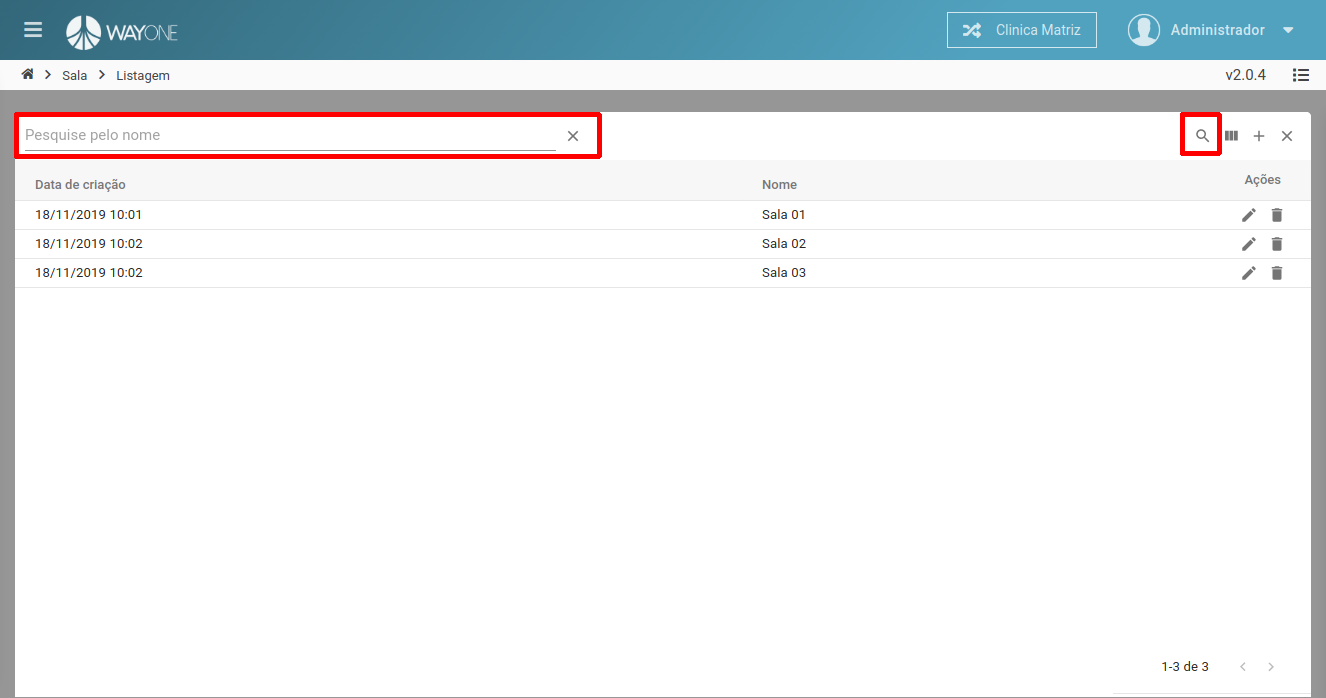 WAYONE
Clinica Matriz
Administrador
Sala
Listagem
v2.0.4
Pesquise pelo nome
Data de criação
Nome
Ações
18/11/2019 10:01
Sala 01
18/11/2019 10:02
Sala 02
18/11/2019 10:02
Sala 03
1-3 de 3